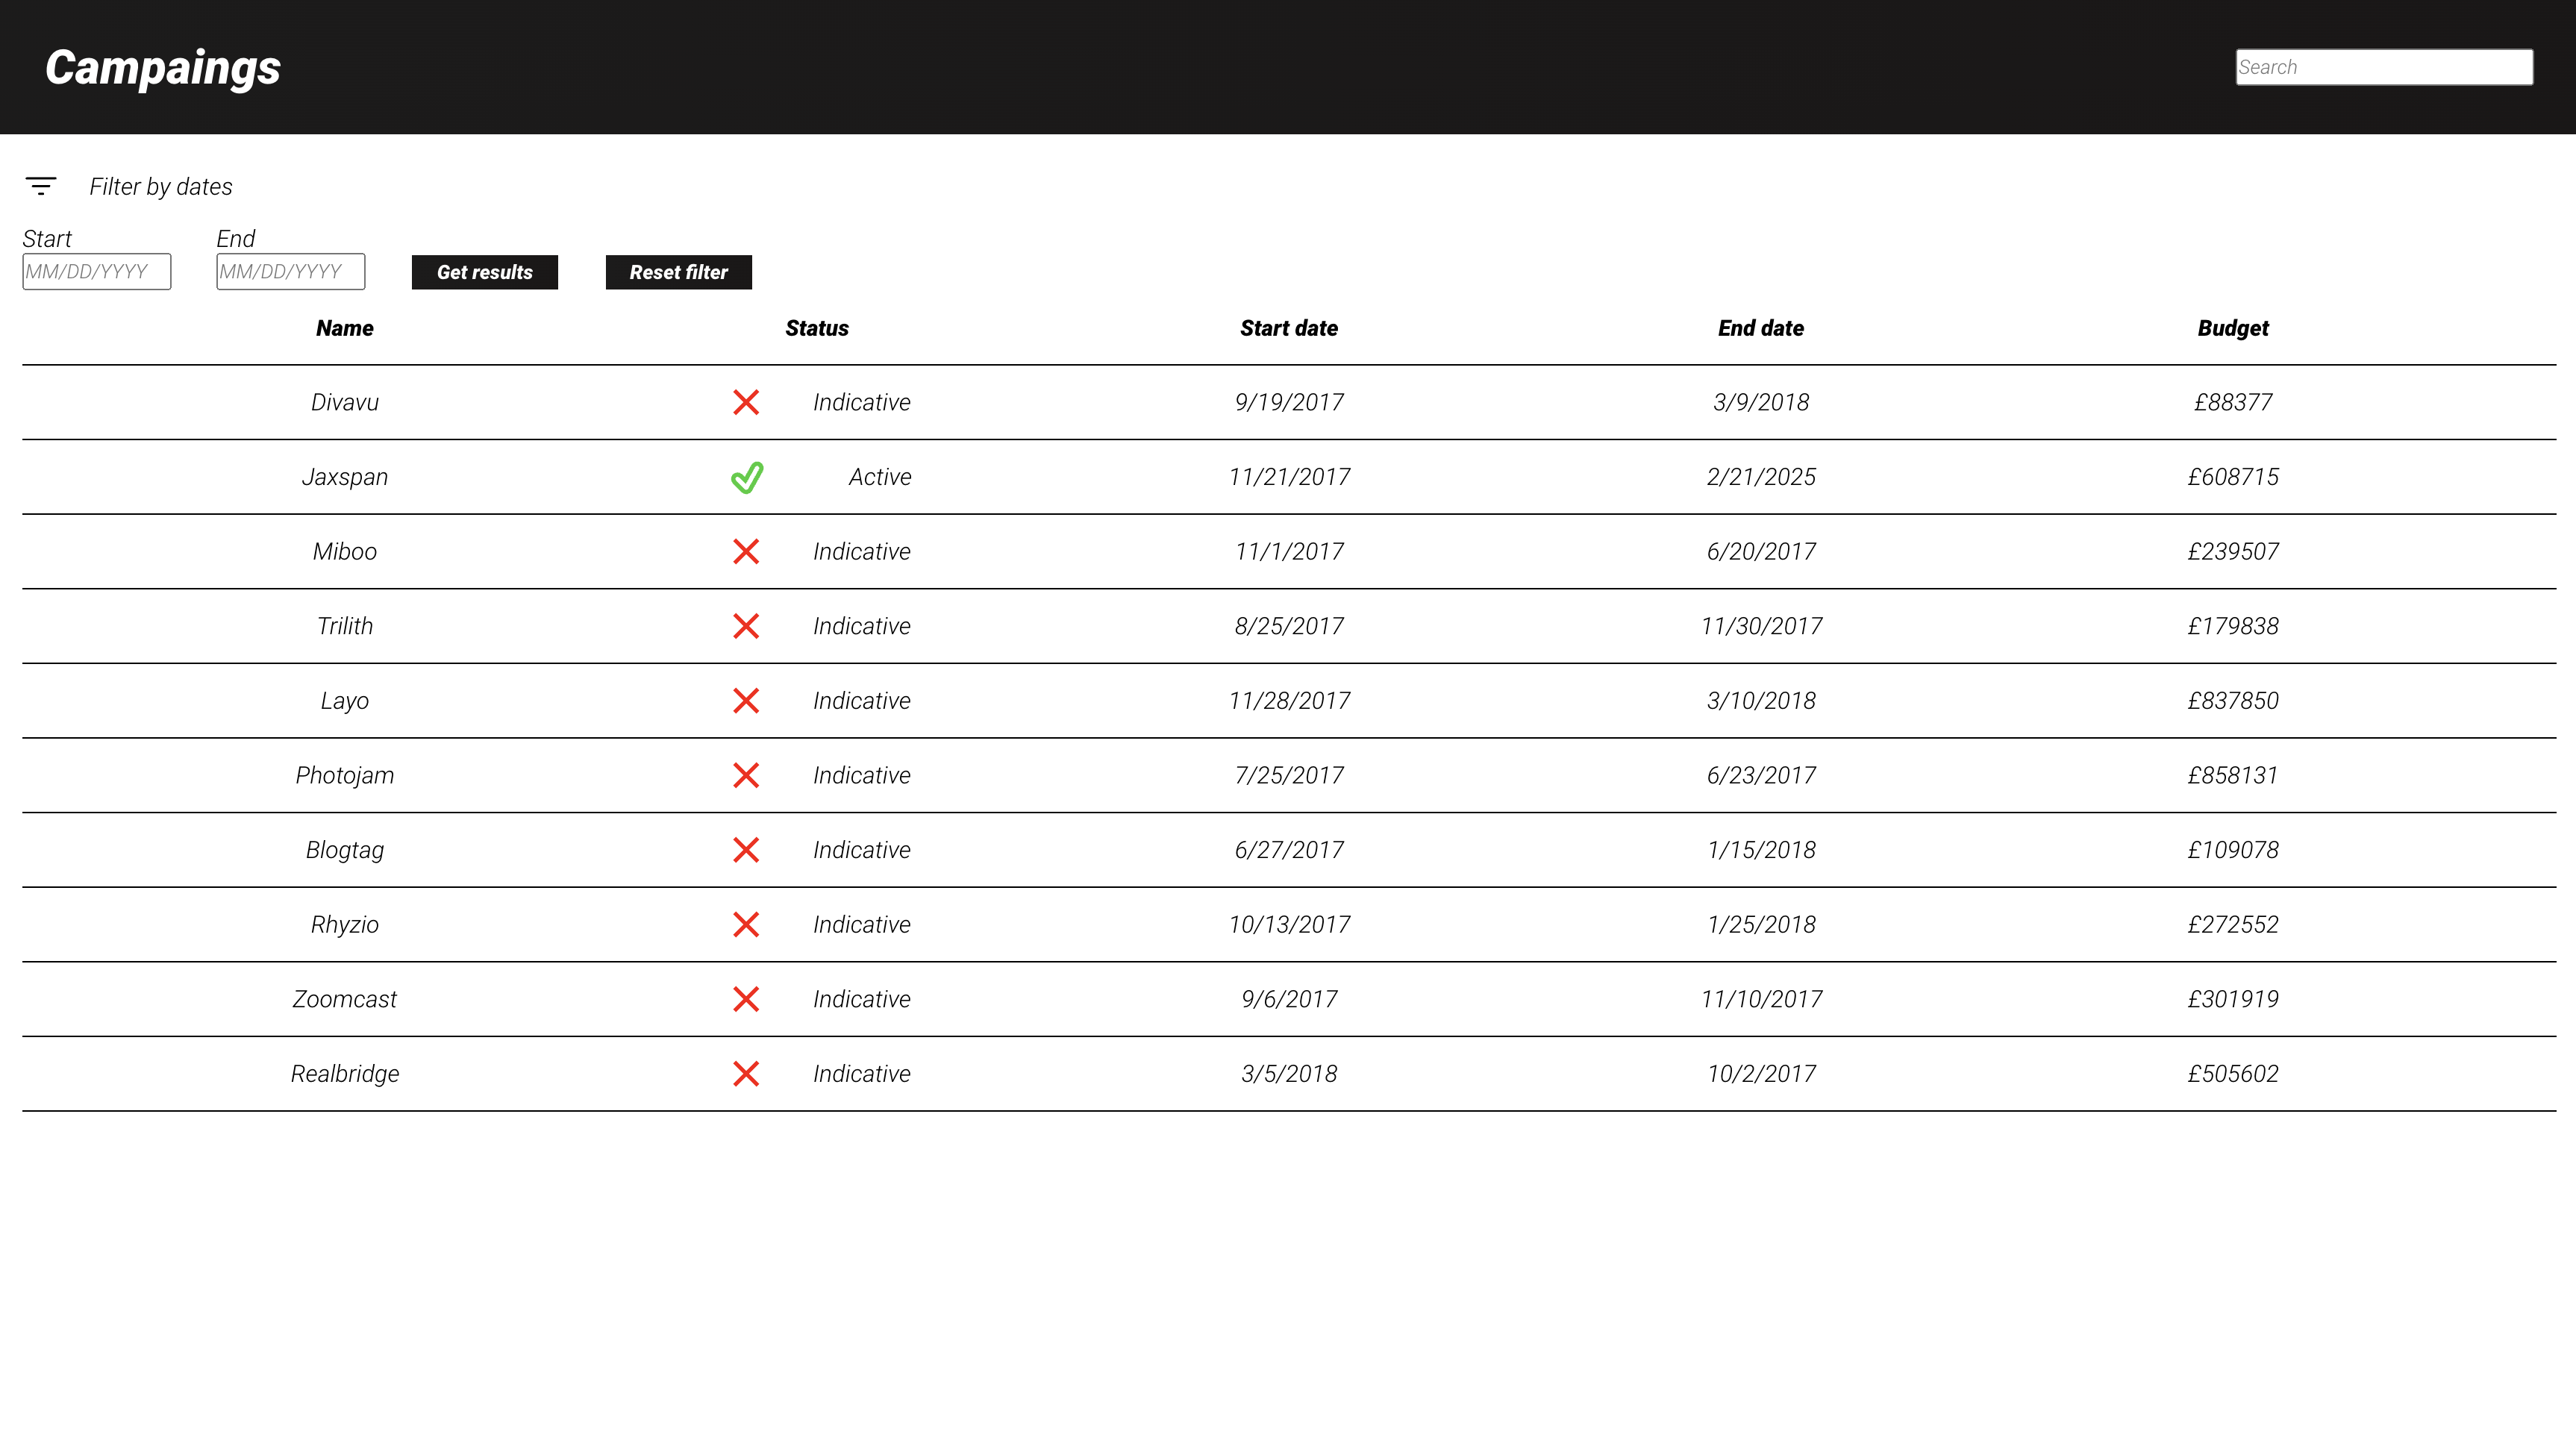 Campaings
Search
Filter by dates
Start End
MM/DD/YYYY MM/DD/YYYY Get results Reset filter
Name Status Start date End date Budget
Divavu Indicative 9/19/2017 3/9/2018 £88377
Jaxspan Active 11/21/2017 2/21/2025 £608715
Miboo Indicative 11/1/2017 6/20/2017 £239507
Trilith Indicative 8/25/2017 11/30/2017 £179838
Layo Indicative 11/28/2017 3/10/2018 £837850
Photojam Indicative 7/25/2017 6/23/2017 £858131
Blogtag Indicative 6/27/2017 1/15/2018 £109078
Rhyzio Indicative 10/13/2017 1/25/2018 £272552
Zoomcast Indicative 9/6/2017 11/10/2017 £301919
Realbridge Indicative 3/5/2018 10/2/2017 £505602